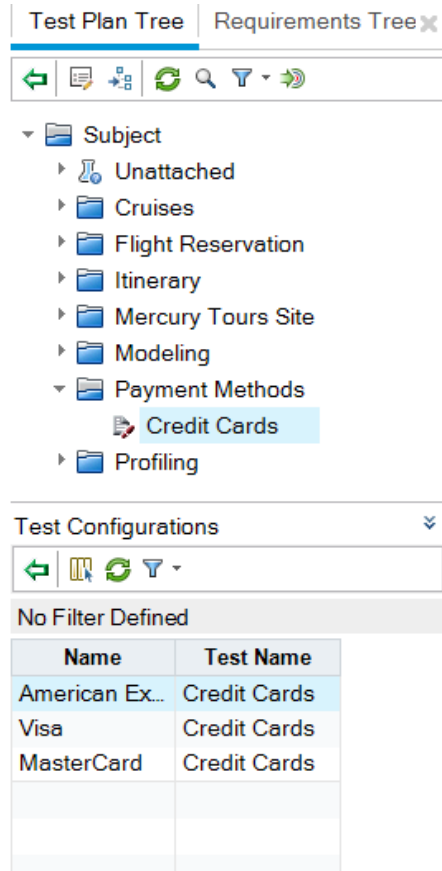 Test Plan Tree Requirements Tree
Subject
Unattached
Cruises
Flight Reservation
Itinerary
Mercury Tours Site
Modeling
Payment Methods
Credit Cards
Profiling
Test Configurations
No Filter Defined
Name Test Name
American Ex... Credit Cards
Visa Credit Cards
MasterCard Credit Cards